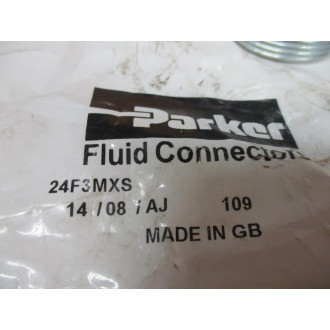 Parker
Fluid Connectors
24F3MXS
14 / 08 / AJ 109
MADE IN GB